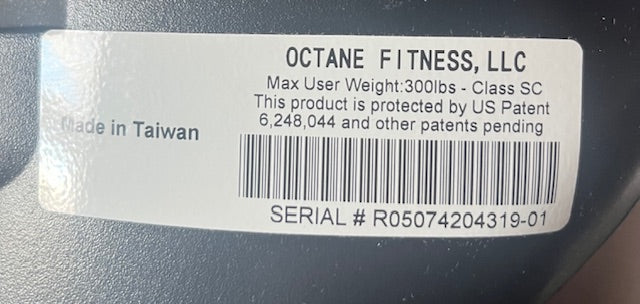 OCTANE FITNESS, LLC
Max User Weight:300lbs - Class SC
This product is protected by US Patent
6,248,044 and other patents pending
Made in Taiwan
SERIAL # R05074204319-01